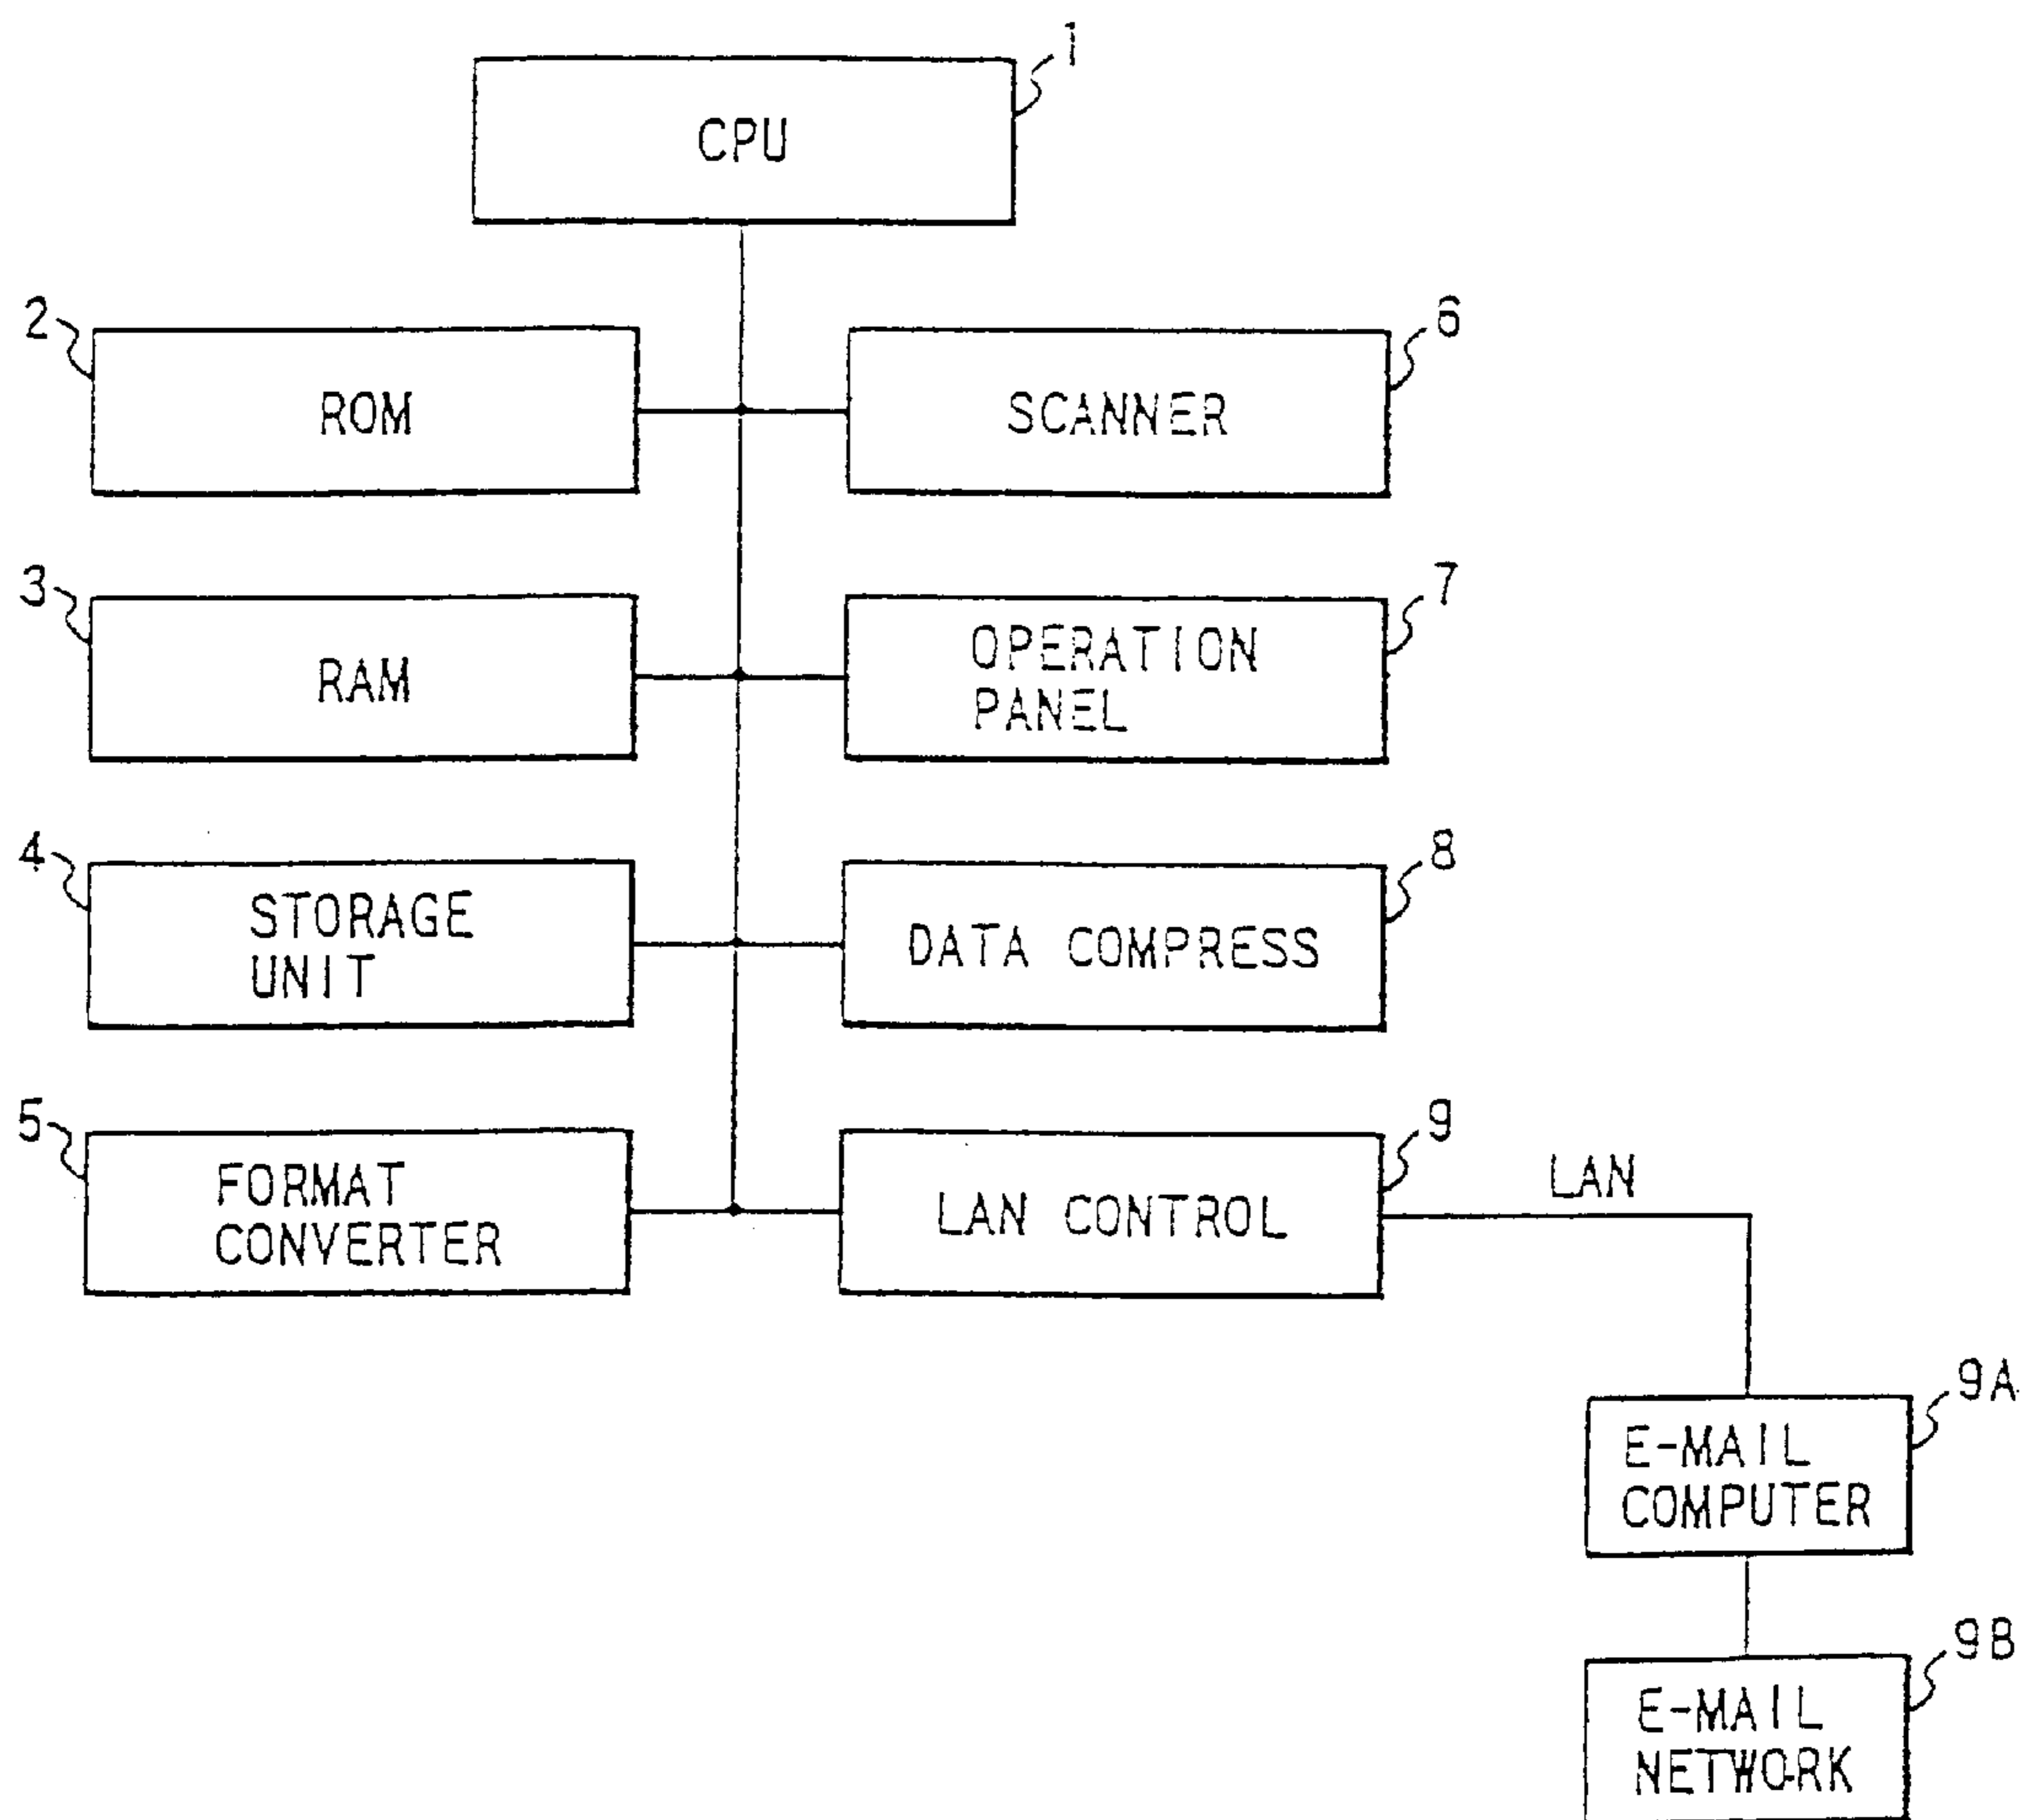 1
CPU
2
ROM
6
SCANNER
3
RAM
7
OPERATION
PANEL
4
STORAGE
UNIT
8
DATA COMPRESS
5
FORMAT
CONVERTER
9
LAN CONTROL
LAN
9A
E-MAIL
COMPUTER
9B
E-MAIL
NETWORK